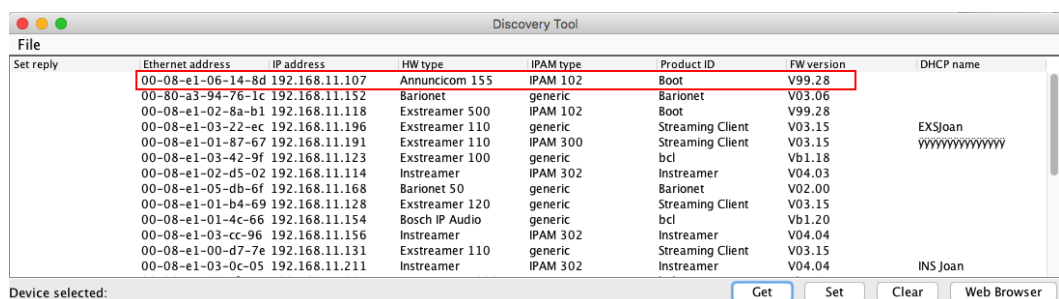 Discovery Tool
File
Set reply Ethernet address IP address HW type IPAM type Product ID FW version DHCP name
00-08-e1-06-14-8d 192.168.11.107 Annuncicom 155 IPAM 102 Boot V99.28
00-80-a3-94-76-1c 192.168.11.152 Barionet generic Barionet V03.06
00-08-e1-02-8a-b1 192.168.11.118 Exstreamer 500 IPAM 102 Boot V99.28
00-08-e1-03-22-ec 192.168.11.196 Exstreamer 110 generic Streaming Client V03.15 EXSJoan
00-08-e1-01-87-67 192.168.11.191 Exstreamer 110 IPAM 300 Streaming Client V03.15 ÿÿÿÿÿÿÿÿÿÿÿÿÿÿ
00-08-e1-03-42-9f 192.168.11.123 Exstreamer 100 generic bcl Vb1.18
00-08-e1-02-d5-02 192.168.11.114 Instreamer IPAM 302 Instreamer V04.03
00-08-e1-05-db-6f 192.168.11.168 Barionet 50 generic Barionet V02.00
00-08-e1-01-b4-69 192.168.11.128 Exstreamer 120 generic Streaming Client V03.15
00-08-e1-01-4c-66 192.168.11.154 Bosch IP Audio generic bcl Vb1.20
00-08-e1-03-cc-96 192.168.11.156 Instreamer IPAM 302 Instreamer V04.04
00-08-e1-00-d7-7e 192.168.11.131 Exstreamer 110 generic Streaming Client V03.15
00-08-e1-03-0c-05 192.168.11.211 Instreamer IPAM 302 Instreamer V04.04 INS Joan
Device selected: Get Set Clear Web Browser